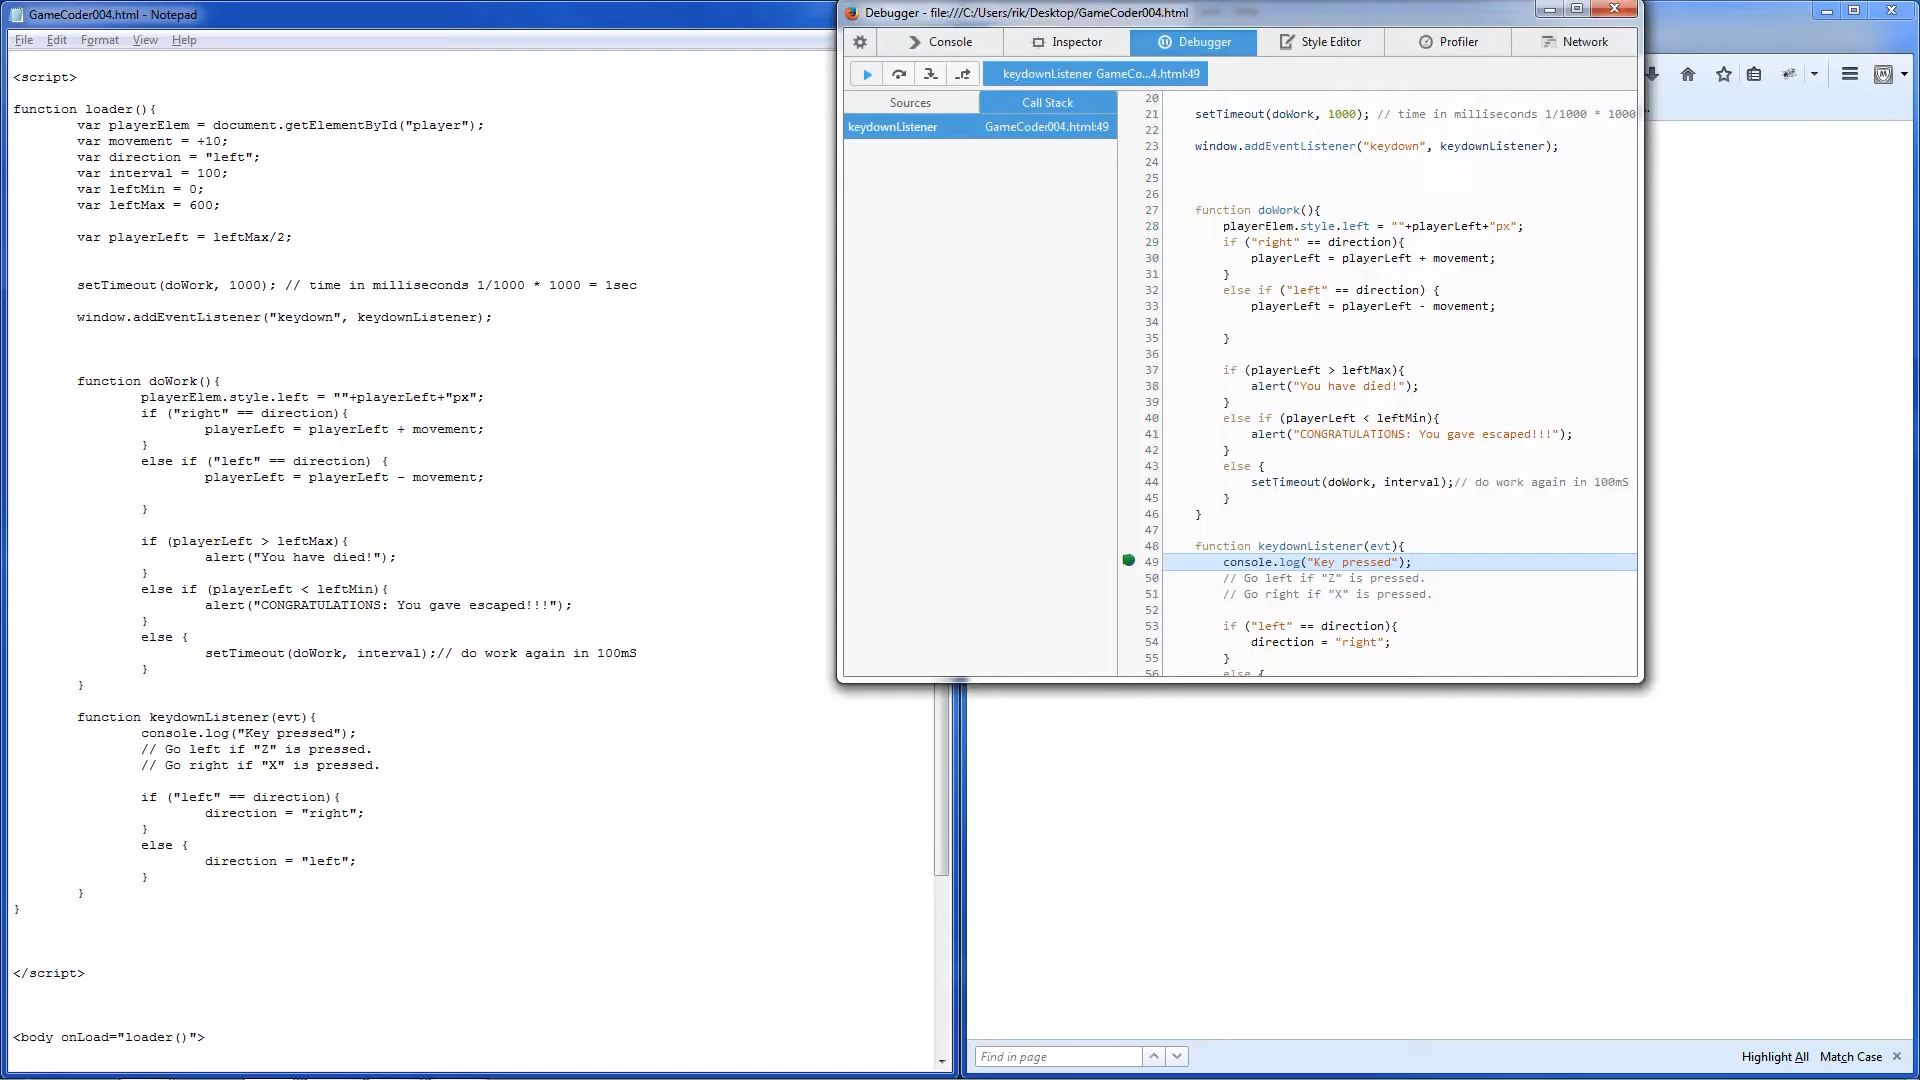 GameCoder004.html - Notepad
File Edit Format View Help
<script>
function loader(){
var playerElem = document.getElementById("player");
var movement = +10;
var direction = "left";
var interval = 100;
var leftMin = 0;
var leftMax = 600;
var playerLeft = leftMax/2;
setTimeout(doWork, 1000); // time in milliseconds 1/1000 * 1000 = 1sec
window.addEventListener("keydown", keydownListener);
function doWork(){
playerElem.style.left = ""+playerLeft+"px";
if ("right" == direction){
playerLeft = playerLeft + movement;
}
else if ("left" == direction) {
playerLeft = playerLeft - movement;
}
if (playerLeft > leftMax){
alert("You have died!");
}
else if (playerLeft < leftMin){
alert("CONGRATULATIONS: You gave escaped!!!");
}
else {
setTimeout(doWork, interval);// do work again in 100mS
}
}
function keydownListener(evt){
console.log("Key pressed");
// Go left if "Z" is pressed.
// Go right if "X" is pressed.
if ("left" == direction){
direction = "right";
}
else {
direction = "left";
}
}
}
</script>
<body onLoad="loader()">
Debugger - file:///C:/Users/rik/Desktop/GameCoder004.html
Console Inspector Debugger Style Editor Profiler Network
keydownListener GameCo...4.html:49
Sources Call Stack
keydownListener GameCoder004.html:49
20
21 setTimeout(doWork, 1000); // time in milliseconds 1/1000 * 1000
22
23 window.addEventListener("keydown", keydownListener);
24
25
26
27 function doWork(){
28 playerElem.style.left = ""+playerLeft+"px";
29 if ("right" == direction){
30 playerLeft = playerLeft + movement;
31 }
32 else if ("left" == direction) {
33 playerLeft = playerLeft - movement;
34
35 }
36
37 if (playerLeft > leftMax){
38 alert("You have died!");
39 }
40 else if (playerLeft < leftMin){
41 alert("CONGRATULATIONS: You gave escaped!!!");
42 }
43 else {
44 setTimeout(doWork, interval);// do work again in 100mS
45 }
46 }
47
48 function keydownListener(evt){
49 console.log("Key pressed");
50 // Go left if "Z" is pressed.
51 // Go right if "X" is pressed.
52
53 if ("left" == direction){
54 direction = "right";
55 }
56 else {
Find in page
Highlight All Match Case